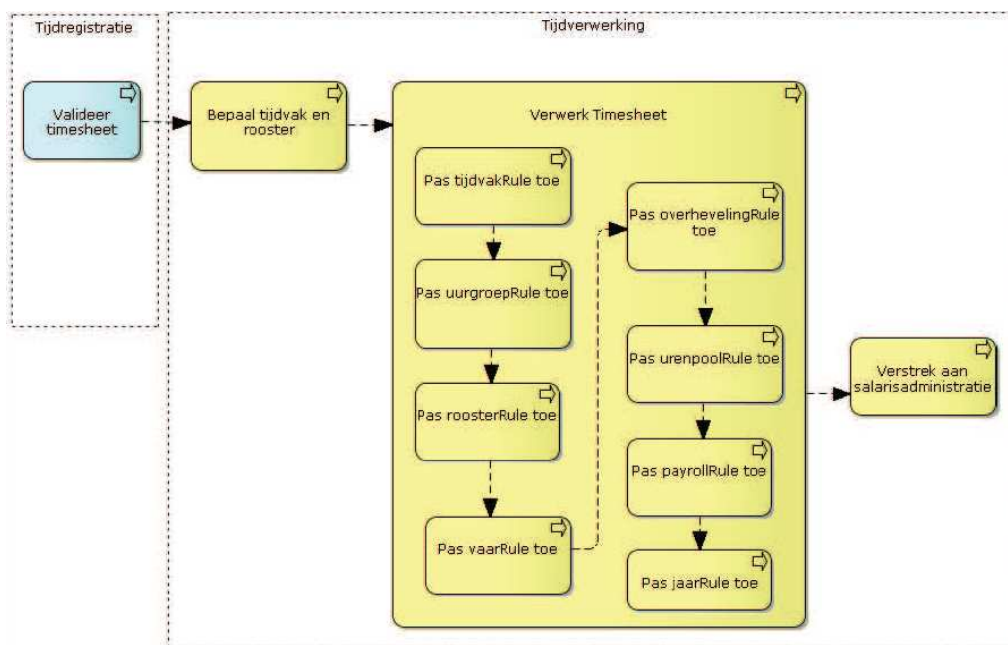 Tijdregistratie
Tijdverwerking
Valideer
timesheet
Bepaal tijdvak en
rooster
Verwerk Timesheet
Pas tijdvakRule toe
Pas uurgroepRule toe
Pas roosterRule toe
Pas vaarRule toe
Pas overhevelingRule
toe
Pas urenpoolRule toe
Pas payrollRule toe
Pas jaarRule toe
Verstrek aan
salarisadministratie